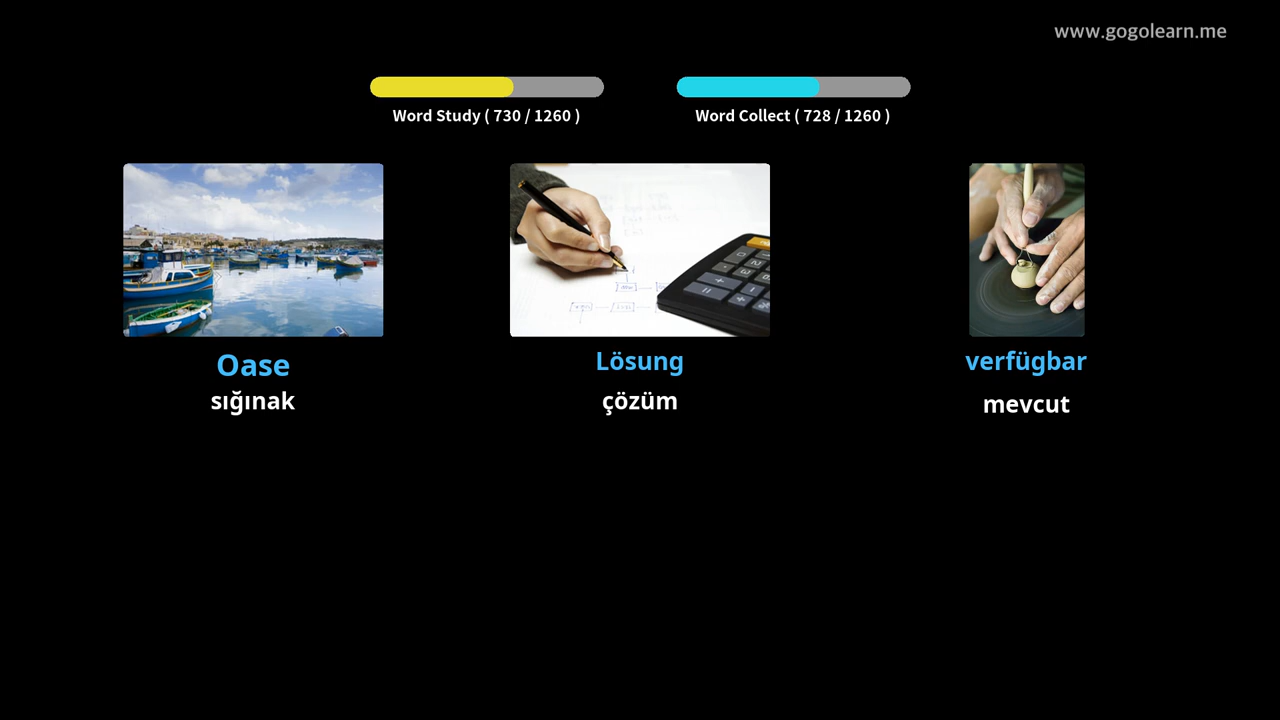 www.gogolearn.me
Word Study ( 730 / 1260 )
Word Collect ( 728 / 1260 )
Oase
sığınak
Lösung
çözüm
verfügbar
mevcut